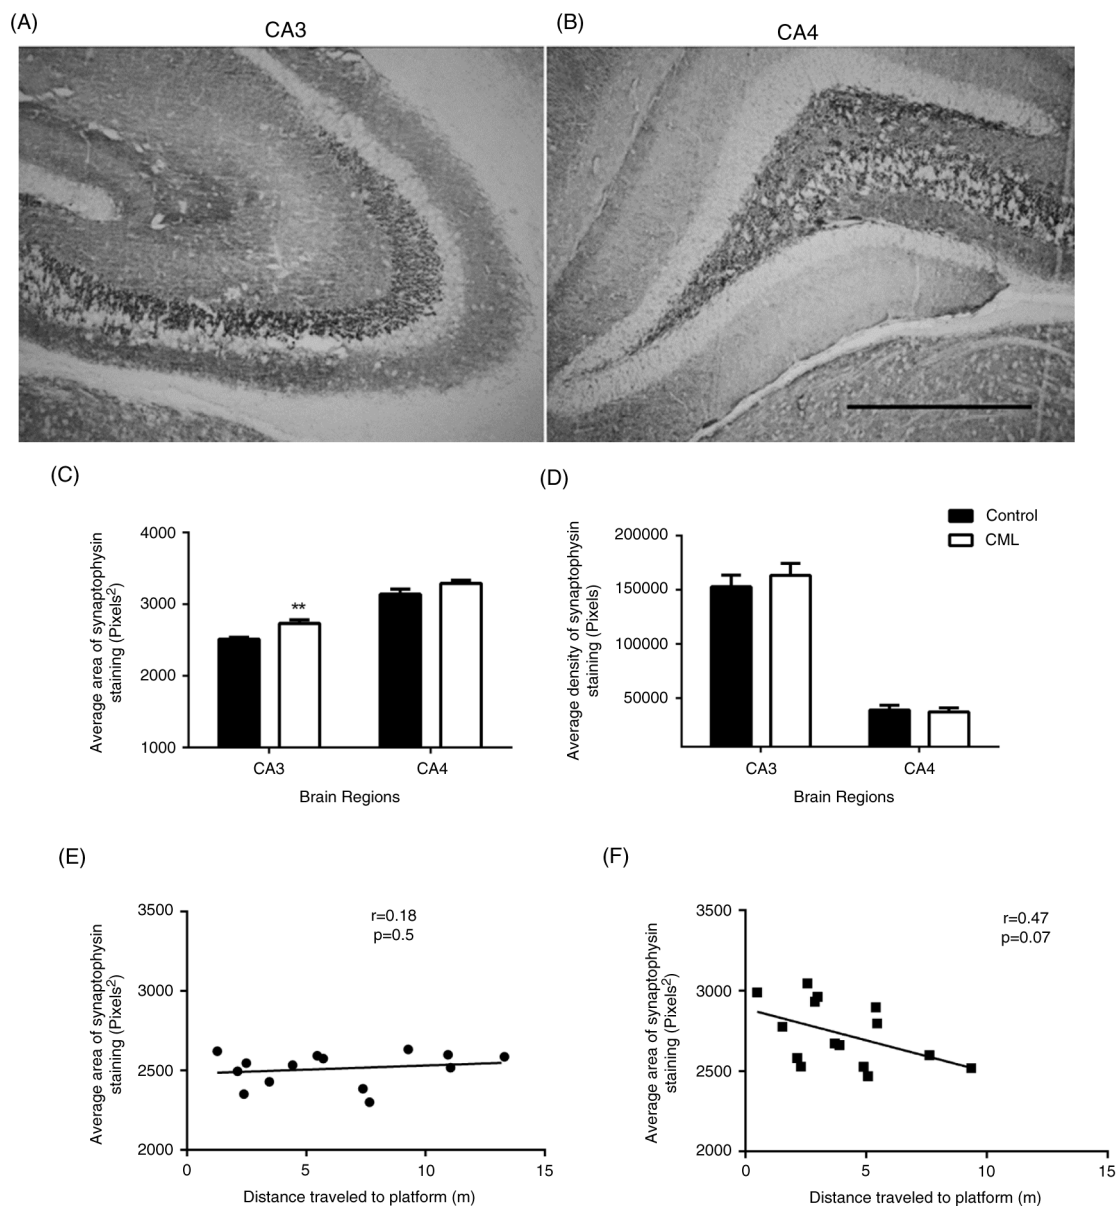 (A)
CA3
(B)
CA4
(C)
Average area of synaptophysin
staining (Pixels²)
4000
3000
2000
1000
**
CA3
CA4
Brain Regions
(D)
Average density of synaptophysin
staining (Pixels)
200000
150000
100000
50000
Control
CML
CA3
CA4
Brain Regions
(E)
Average area of synaptophysin
staining (Pixels²)
3500
3000
2500
2000
r=0.18
p=0.5
0
5
10
15
Distance traveled to platform (m)
(F)
Average area of synaptophysin
staining (Pixels²)
3500
3000
2500
2000
r=0.47
p=0.07
0
5
10
15
Distance traveled to platform (m)